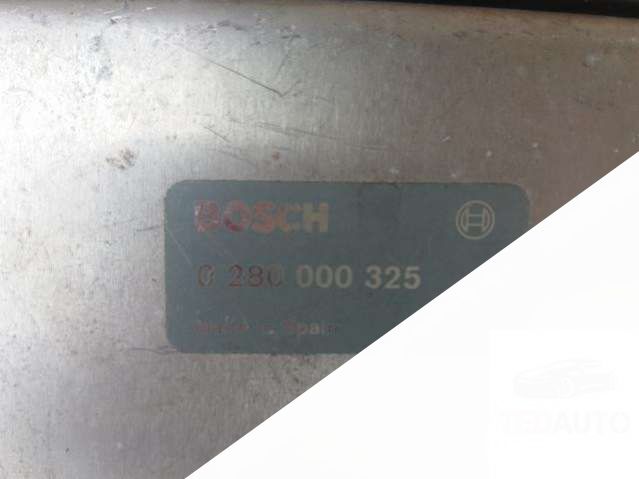 BOSCH
0 280 000 325
Made in Spain
TEDAUTO